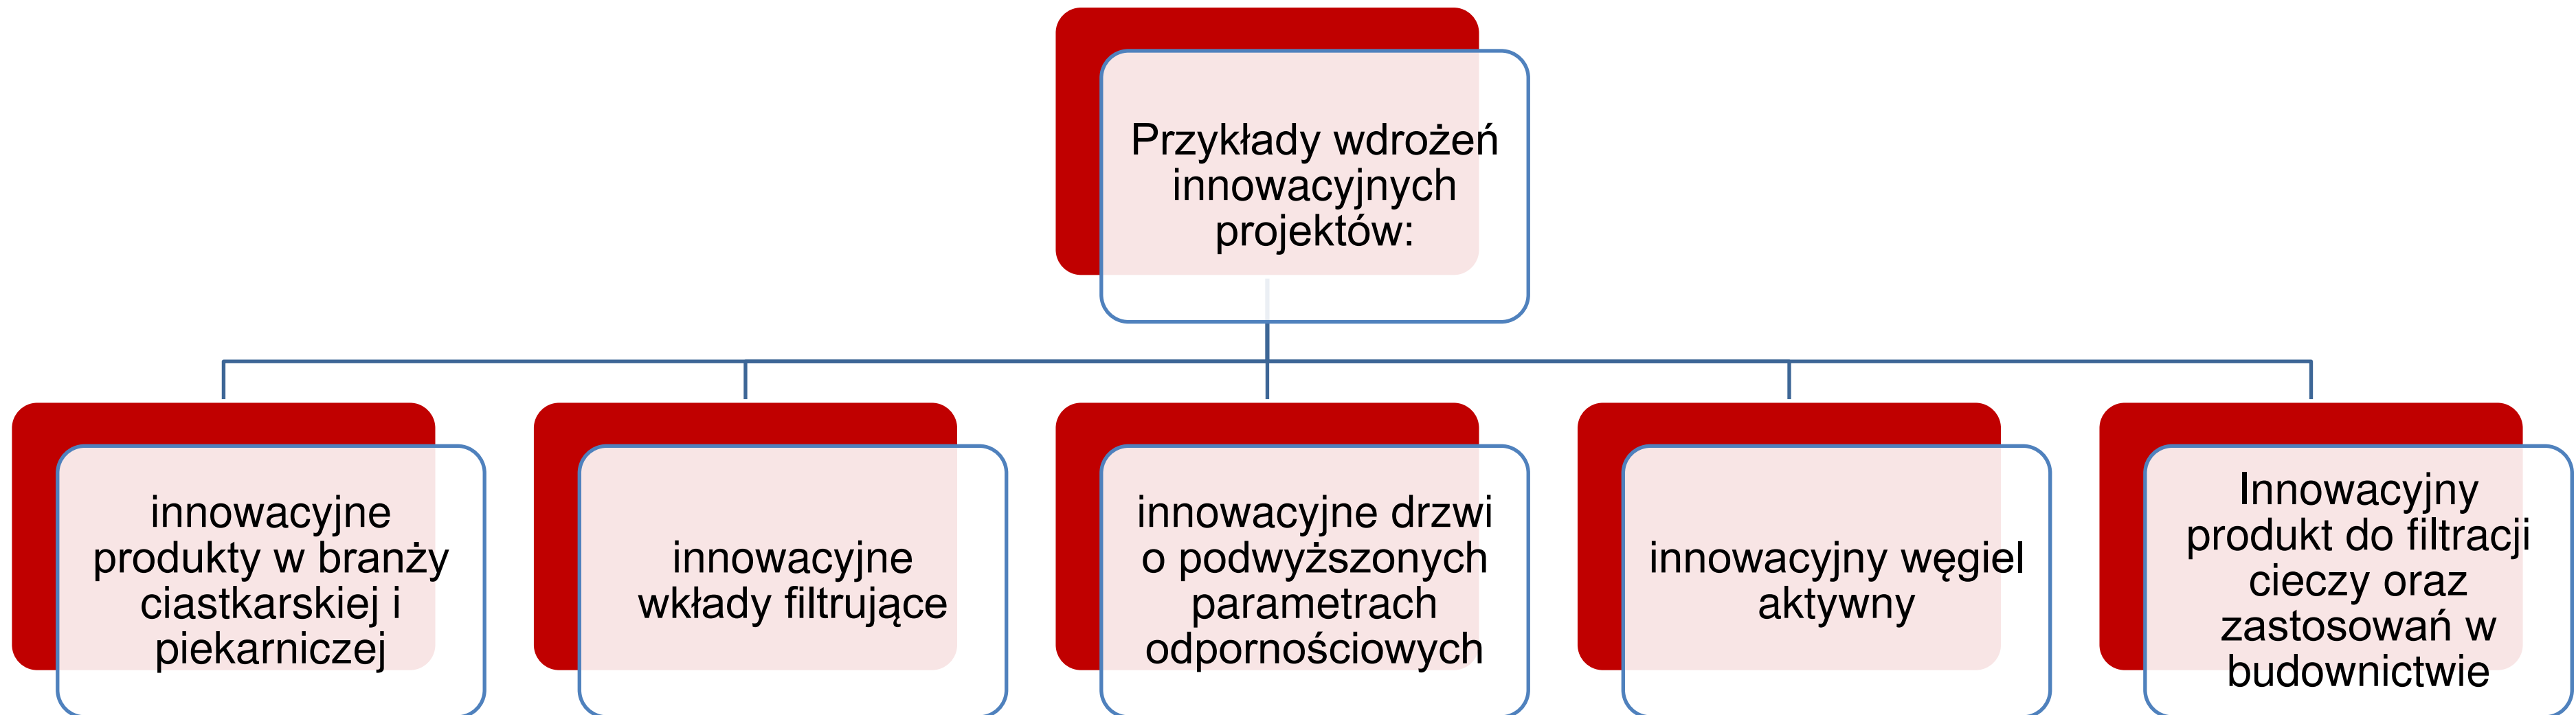 Przykłady wdrożeń
innowacyjnych
projektów:
innowacyjne
produkty w branży
ciastkarskiej i
piekarniczej
innowacyjne
wkłady filtrujące
innowacyjne drzwi
o podwyższonych
parametrach
odpornościowych
innowacyjny węgiel
aktywny
Innowacyjny
produkt do filtracji
cieczy oraz
zastosowań w
budownictwie